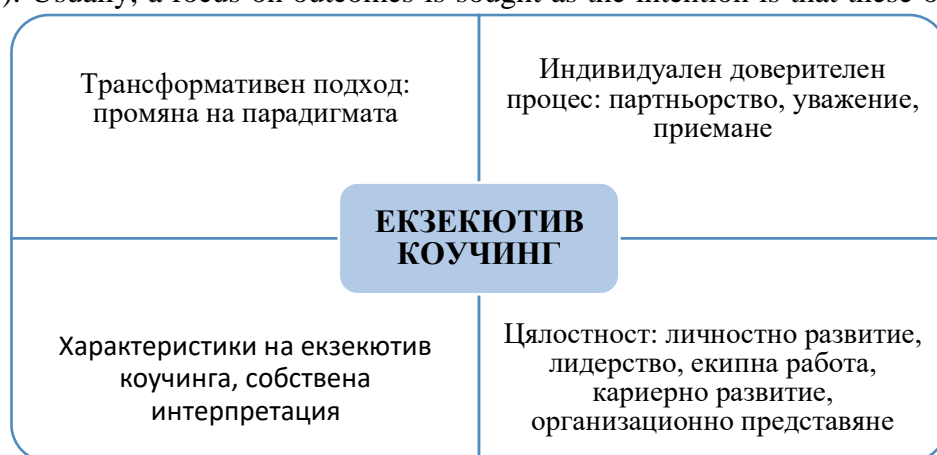 ). Usually, a focus on outcomes is sought as the intention is that these o
Трансформативен подход:
промяна на парадигмата
Индивидуален доверителен
процес: партньорство, уважение,
приемане
ЕКЗЕКЮТИВ
КОУЧИНГ
Характеристики на екзекютив
коучинга, собствена
интерпретация
Цялостност: личностно развитие,
лидерство, екипна работа,
кариерно развитие,
организационно представяне